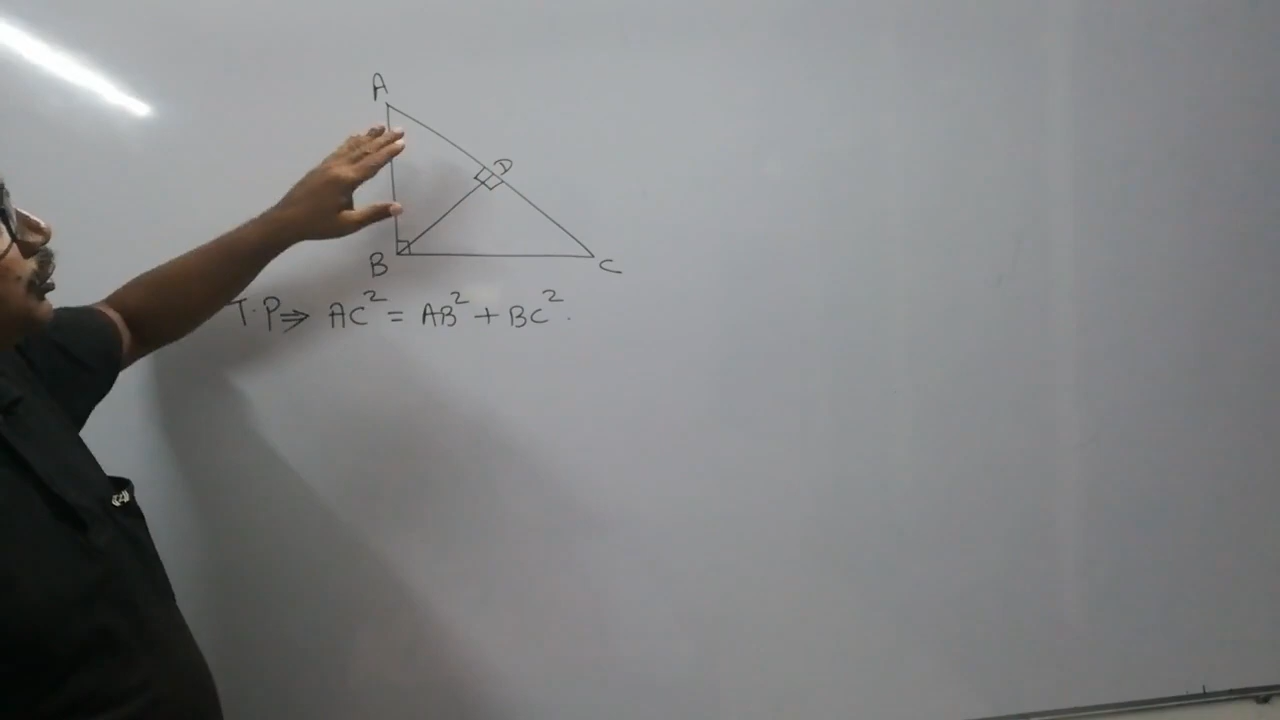 A
D
B
C
T.P⇒ AC² = AB² + BC².